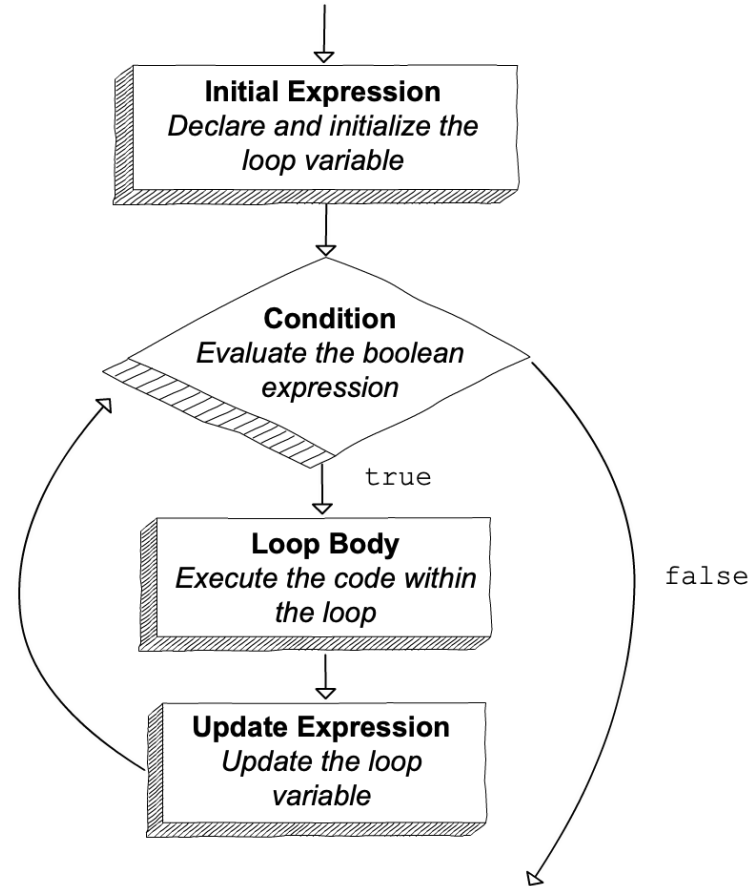 Initial Expression
Declare and initialize the
loop variable
Condition
Evaluate the boolean
expression
true
Loop Body
Execute the code within
the loop
false
Update Expression
Update the loop
variable